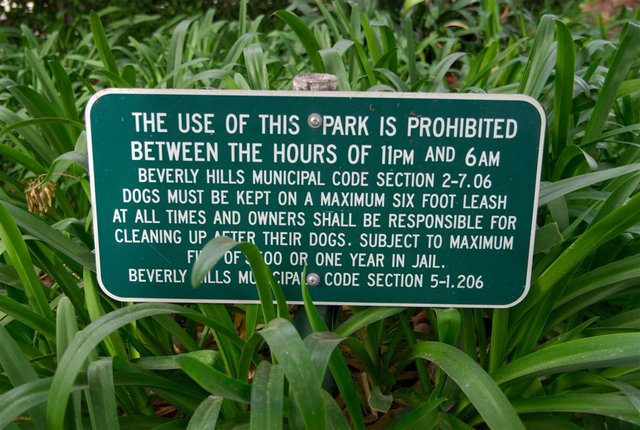 THE USE OF THIS PARK IS PROHIBITED
BETWEEN THE HOURS OF 11PM AND 6AM
BEVERLY HILLS MUNICIPAL CODE SECTION 2-7.06
DOGS MUST BE KEPT ON A MAXIMUM SIX FOOT LEASH
AT ALL TIMES AND OWNERS SHALL BE RESPONSIBLE FOR
CLEANING UP AFTER THEIR DOGS. SUBJECT TO MAXIMUM
OR ONE YEAR IN JAIL.
BEVERLY HILLS MUNICIPAL CODE SECTION 5-1.206